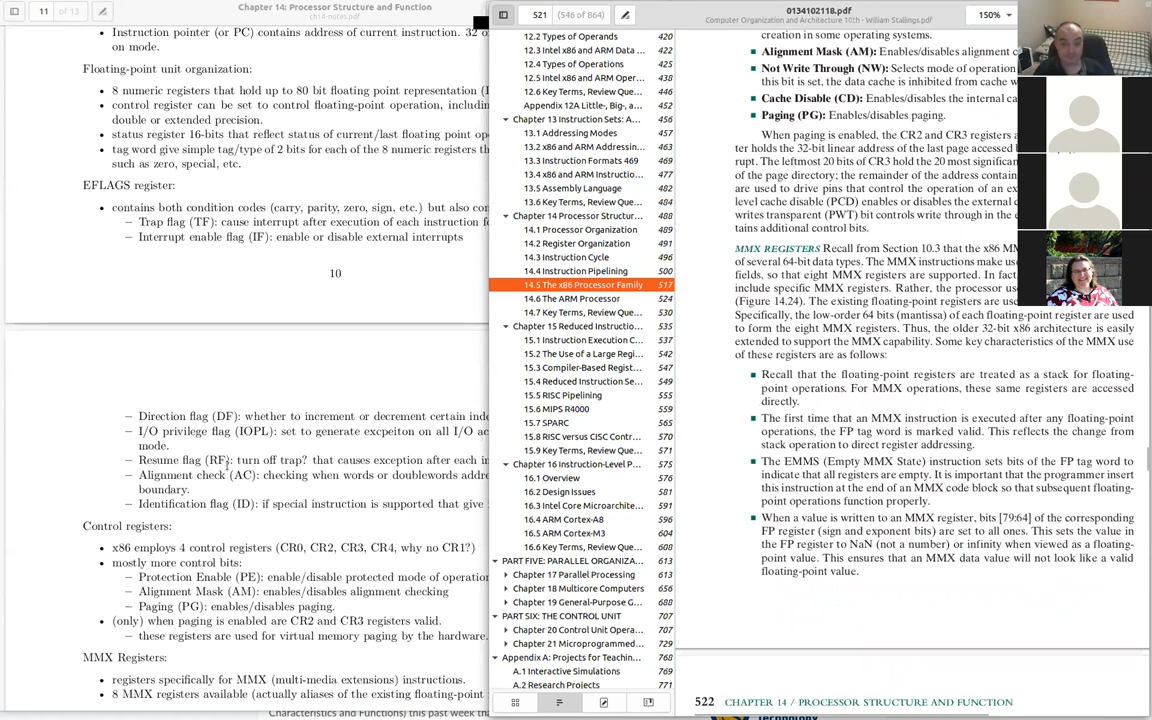 11 of 13
Chapter 14: Processor Structure and Function
ch14-notes.pdf
• Instruction pointer (or PC) contains address of current instruction. 32
on mode.
Floating-point unit organization:
• 8 numeric registers that hold up to 80 bit floating point representation
• control register can be set to control floating-point operation, including
double or extended precision.
• status register 16-bits that reflect status of current/last floating point
• tag word give simple tag/type of 2 bits for each of the 8 numeric registers
such as zero, special, etc.
EFLAGS register:
• contains both condition codes (carry, parity, zero, sign, etc.) but also
– Trap flag (TF): cause interrupt after execution of each instruction
– Interrupt enable flag (IF): enable or disable external interrupts
10
– Direction flag (DF): whether to increment or decrement certain
– I/O privilege flag (IOPL): set to generate excpeiton on all I/O
mode.
– Resume flag (RF): turn off trap? that causes exception after each
– Alignment check (AC): checking when words or doublewords
boundary.
– Identification flag (ID): if special instruction is supported that give
Control registers:
• x86 employs 4 control registers (CR0, CR2, CR3, CR4, why no CR1?)
• mostly more control bits:
– Protection Enable (PE): enable/disable protected mode of operation
– Alignment Mask (AM): enables/disables alignment checking
– Paging (PG): enables/disables paging.
• (only) when paging is enabled are CR2 and CR3 registers valid.
– these registers are used for virtual memory paging by the hardware.
MMX Registers:
• registers specifically for MMX (multi-media extensions) instructions.
• 8 MMX registers available (actually aliases of the existing floating-point
Characteristics and Functions) this past week
521 (546 of 864)
0134102118.pdf
Computer Organization and Architecture 10th - William Stallings.pdf
150%
12.2 Types of Operands 420
12.3 Intel x86 and ARM Data ... 422
12.4 Types of Operations 425
12.5 Intel x86 and ARM Oper... 438
12.6 Key Terms, Review Que... 446
Appendix 12A Little-, Big-, a... 452
Chapter 13 Instruction Sets: A... 456
13.1 Addressing Modes 457
13.2 x86 and ARM Addressin... 463
13.3 Instruction Formats 469 469
13.4 x86 and ARM Instructio... 477
13.5 Assembly Language 482
13.6 Key Terms, Review Que... 484
Chapter 14 Processor Structur... 488
14.1 Processor Organization 489
14.2 Register Organization 491
14.3 Instruction Cycle 496
14.4 Instruction Pipelining 500
14.5 The x86 Processor Family 517
14.6 The ARM Processor 524
14.7 Key Terms, Review Que... 530
Chapter 15 Reduced Instructio... 535
15.1 Instruction Execution C... 537
15.2 The Use of a Large Regi... 542
15.3 Compiler-Based Regist... 547
15.4 Reduced Instruction Se... 549
15.5 RISC Pipelining 555
15.6 MIPS R4000 559
15.7 SPARC 565
15.8 RISC versus CISC Contr... 570
15.9 Key Terms, Review Que... 571
Chapter 16 Instruction-Level P... 575
16.1 Overview 576
16.2 Design Issues 581
16.3 Intel Core Microarchite... 591
16.4 ARM Cortex-A8 596
16.5 ARM Cortex-M3 604
16.6 Key Terms, Review Que... 608
PART FIVE: PARALLEL ORGANIZA... 613
Chapter 17 Parallel Processing 613
Chapter 18 Multicore Computers 656
Chapter 19 General-Purpose G... 688
PART SIX: THE CONTROL UNIT 707
Chapter 20 Control Unit Opera... 707
Chapter 21 Microprogrammed... 729
Appendix A: Projects for Teachin... 768
A.1 Interactive Simulations 769
A.2 Research Projects 771
creation in some operating systems.
■ Alignment Mask (AM): Enables/disables alignment
■ Not Write Through (NW): Selects mode of operation
this bit is set, the data cache is inhibited from cache
■ Cache Disable (CD): Enables/disables the internal
■ Paging (PG): Enables/disables paging.
When paging is enabled, the CR2 and CR3 registers
ter holds the 32-bit linear address of the last page accessed
rupt. The leftmost 20 bits of CR3 hold the 20 most
of the page directory; the remainder of the address
are used to drive pins that control the operation of an
level cache disable (PCD) enables or disables the external
writes transparent (PWT) bit controls write through in the
tains additional control bits.
MMX REGISTERS Recall from Section 10.3 that the x86
of several 64-bit data types. The MMX instructions make
fields, so that eight MMX registers are supported. In fact,
include specific MMX registers. Rather, the processor
(Figure 14.24). The existing floating-point registers are
Specifically, the low-order 64 bits (mantissa) of each floating-point register are used
to form the eight MMX registers. Thus, the older 32-bit x86 architecture is easily
extended to support the MMX capability. Some key characteristics of the MMX use
of these registers are as follows:
■ Recall that the floating-point registers are treated as a stack for floating-
point operations. For MMX operations, these same registers are accessed
directly.
■ The first time that an MMX instruction is executed after any floating-point
operations, the FP tag word is marked valid. This reflects the change from
stack operation to direct register addressing.
■ The EMMS (Empty MMX State) instruction sets bits of the FP tag word to
indicate that all registers are empty. It is important that the programmer insert
this instruction at the end of an MMX code block so that subsequent floating-
point operations function properly.
■ When a value is written to an MMX register, bits [79:64] of the corresponding
FP register (sign and exponent bits) are set to all ones. This sets the value in
the FP register to NaN (not a number) or infinity when viewed as a floating-
point value. This ensures that an MMX data value will not look like a valid
floating-point value.
522 CHAPTER 14 / PROCESSOR STRUCTURE AND FUNCTION